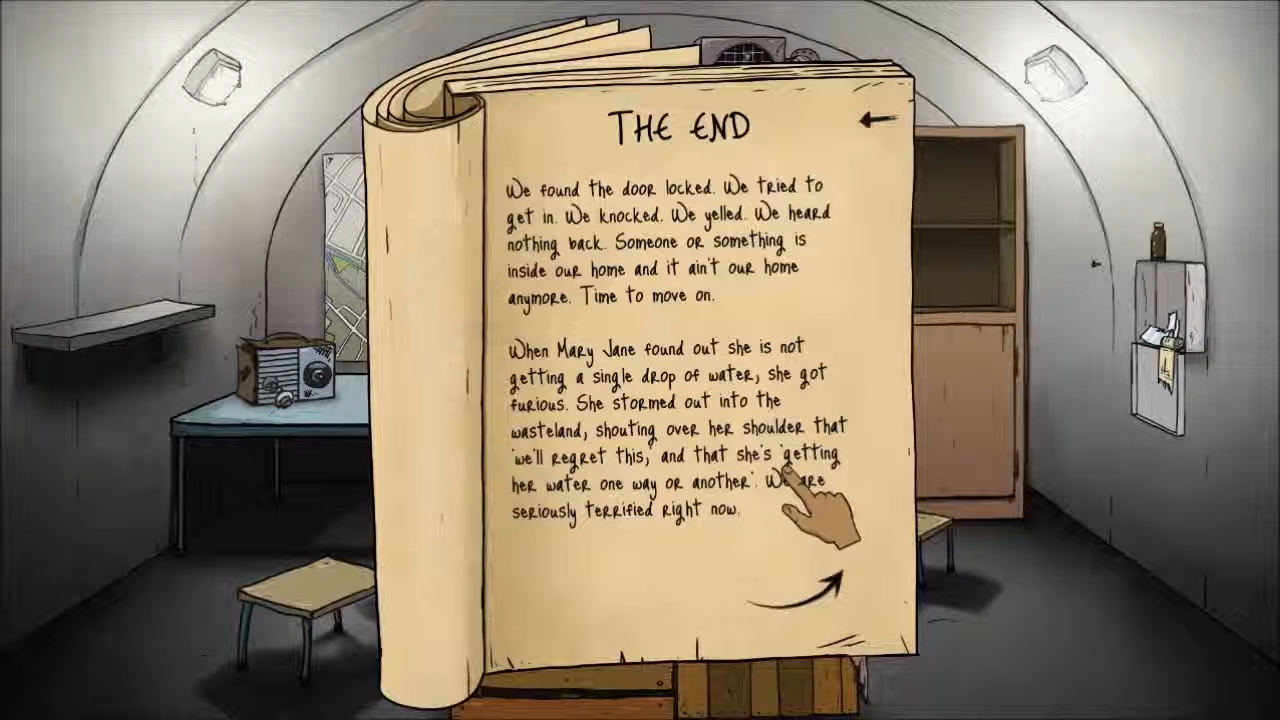 THE END
We found the door locked. We tried to
get in. We knocked. We yelled. We heard
nothing back. Someone or something is
inside our home and it ain't our home
anymore. Time to move on.
When Mary Jane found out she is not
getting a single drop of water, she got
furious. She stormed out into the
wasteland, shouting over her shoulder that
'we'll regret this,' and that she's 'getting
her water one way or another'. We are
seriously terrified right now.